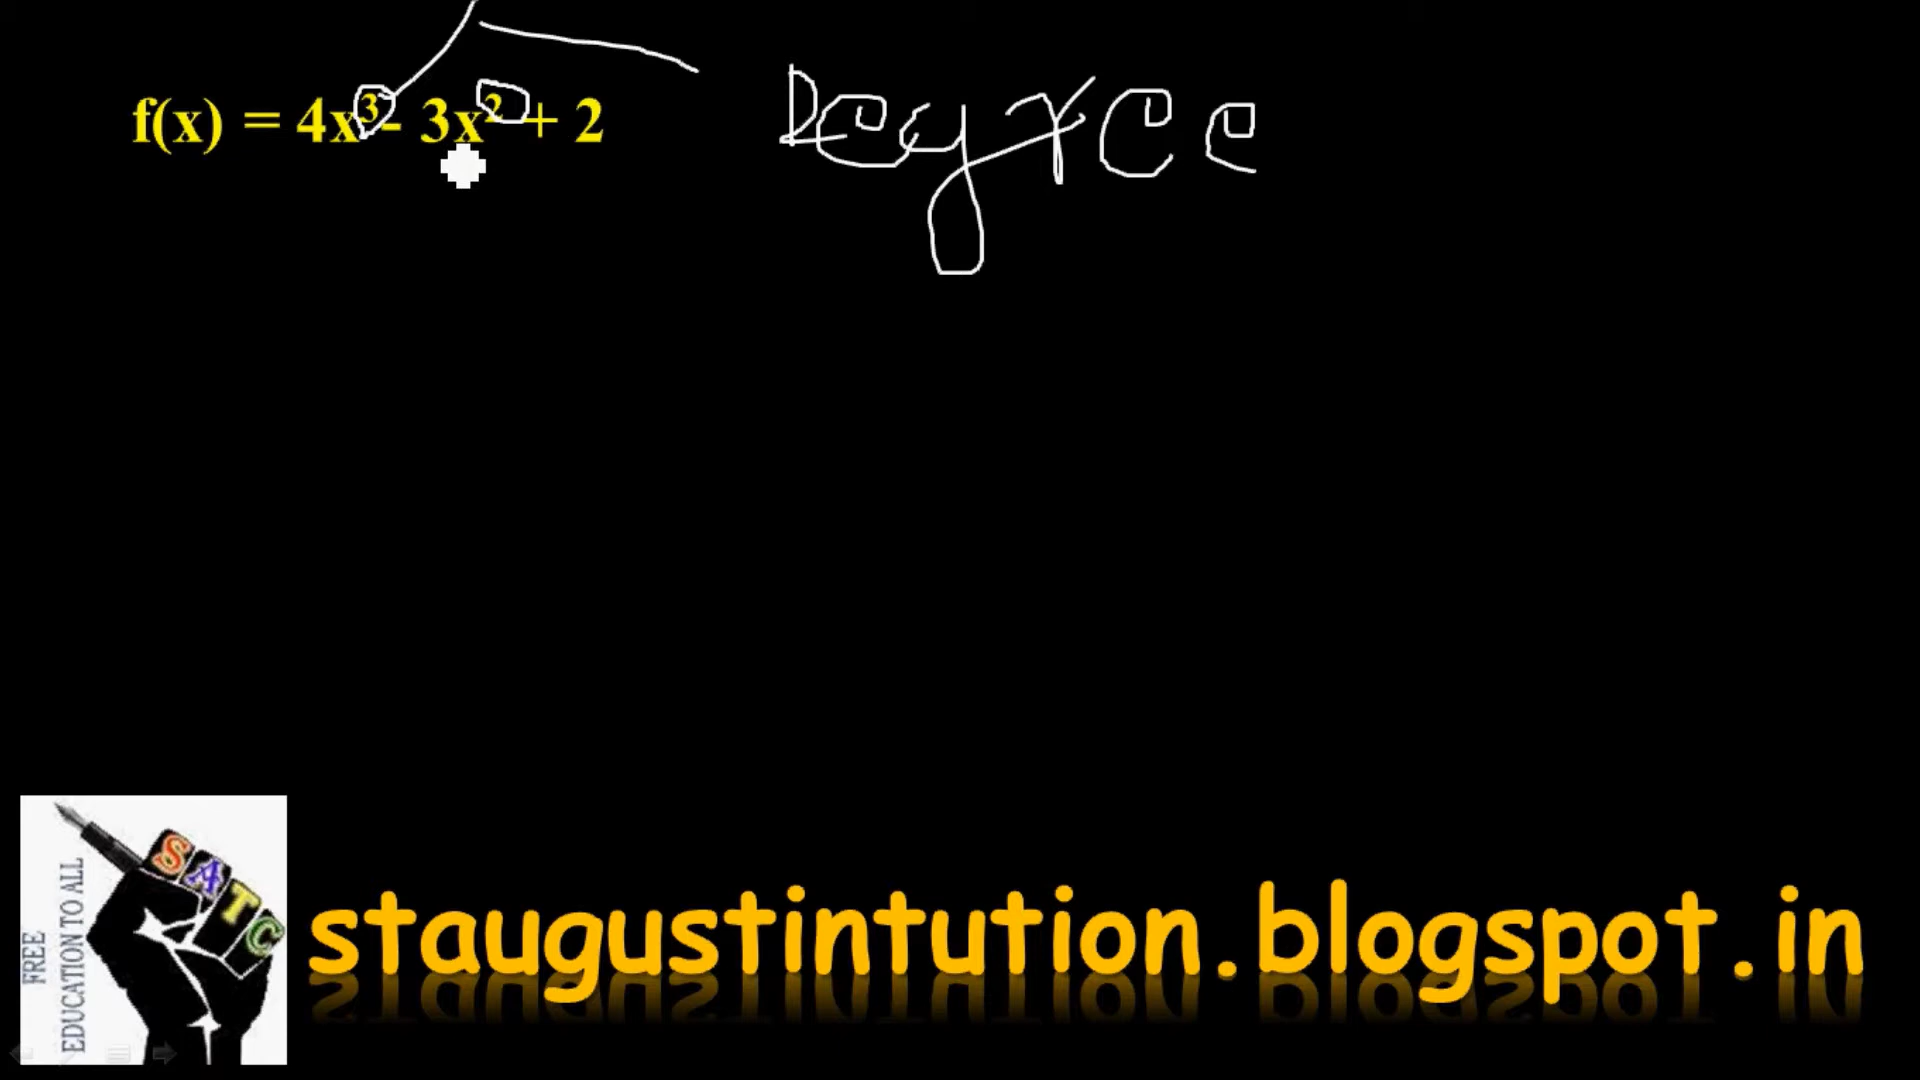 f(x) = 4x³- 3x² + 2
Degree
FREE
EDUCATION TO ALL
SATC
staugustintution.blogspot.in